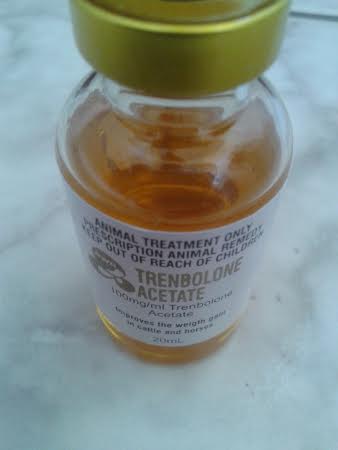 ANIMAL TREATMENT ONLY
PRESCRIPTION ANIMAL REMEDY
KEEP OUT OF REACH OF CHILDREN
TRENBOLONE
ACETATE
100mg/ml Trenbolone
Acetate
Improves the weigth gain
in cattle and horses.
20mL